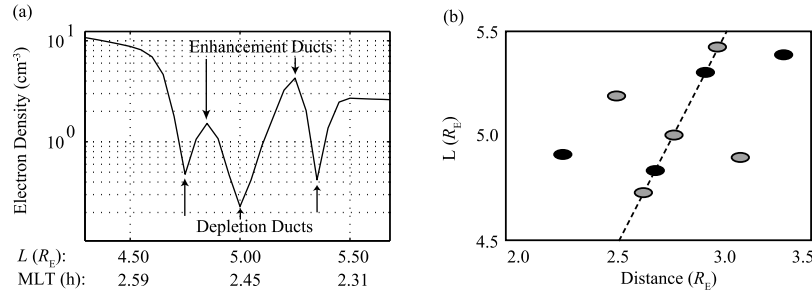 (a)
10^1
10^0
Electron Density (cm^-3)
Enhancement Ducts
Depletion Ducts
L (R_E): 4.50 5.00 5.50
MLT (h): 2.59 2.45 2.31
(b)
5.5
5.0
4.5
L (R_E)
2.0 2.5 3.0 3.5
Distance (R_E)